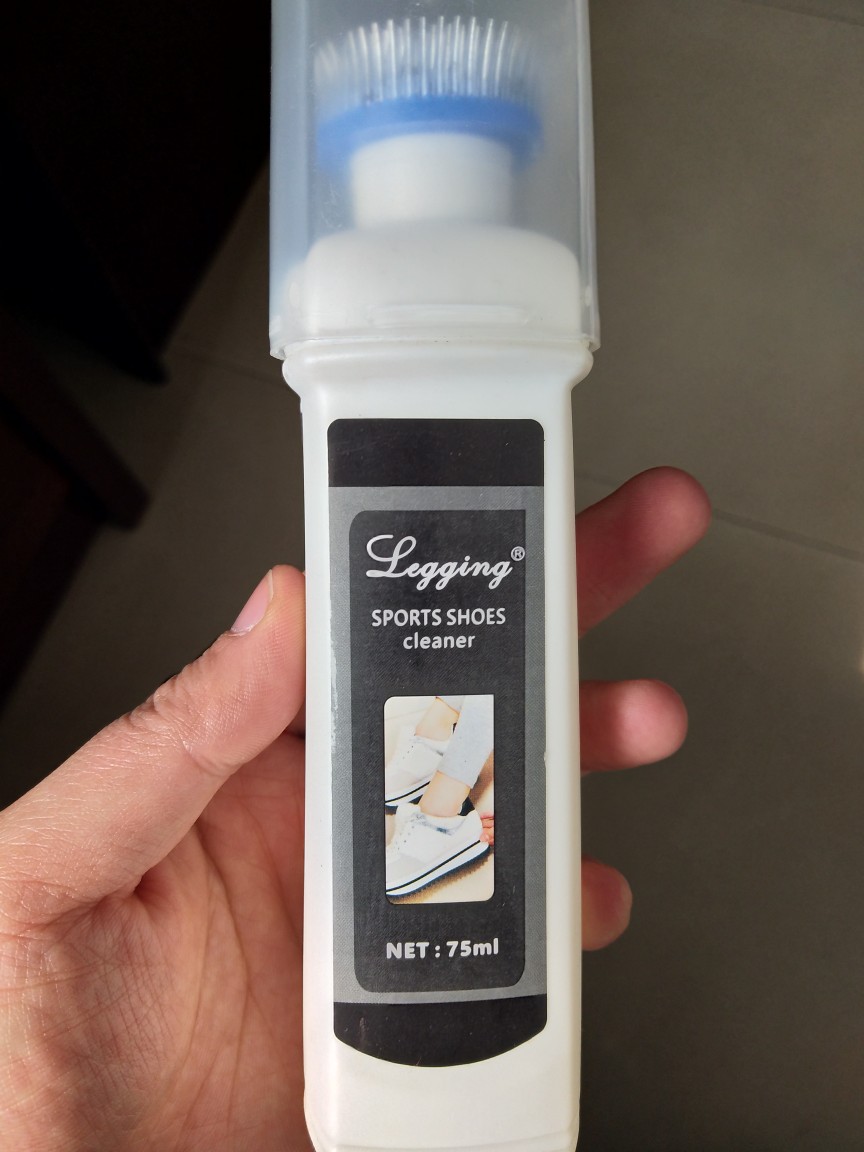 Legging®
SPORTS SHOES
cleaner
NET : 75ml